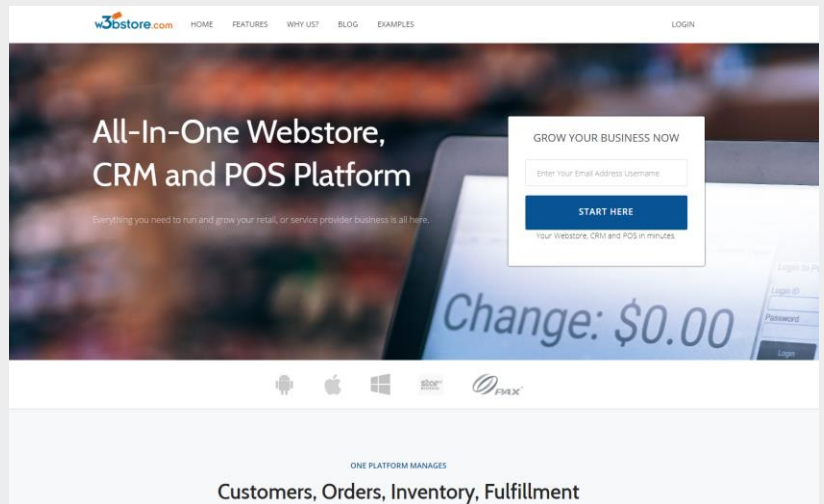 w3bstore.com HOME FEATURES WHY US? BLOG EXAMPLES LOGIN
All-In-One Webstore,
CRM and POS Platform
Everything you need to run and grow your retail, or service provider business is all here.
GROW YOUR BUSINESS NOW
Enter Your Email Address Username
START HERE
Your Webstore, CRM and POS in minutes.
Change: $0.00
Login to
Login ID
Password
Login
PAX
ONE PLATFORM MANAGES
Customers, Orders, Inventory, Fulfillment